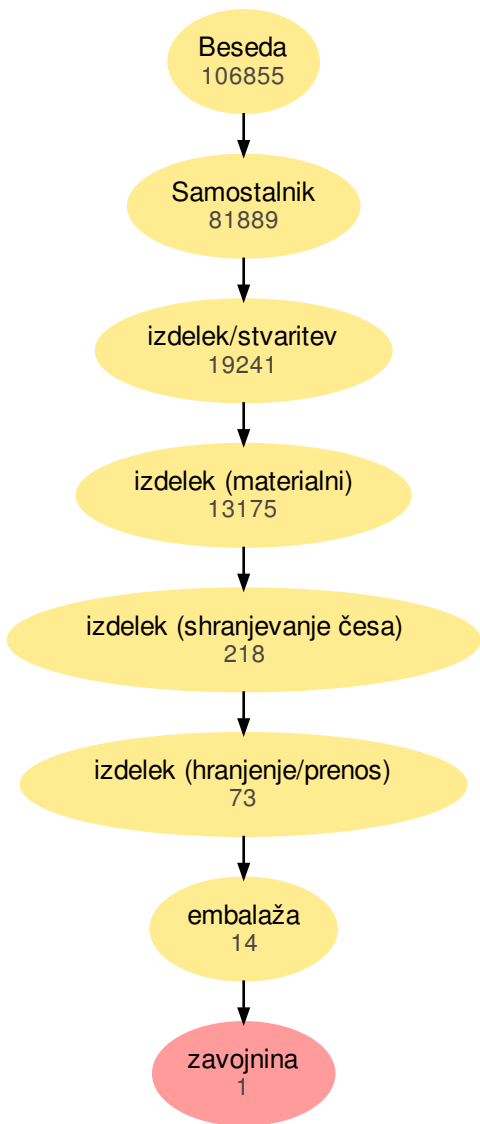 Beseda
106855
Samostalnik
81889
izdelek/stvaritev
19241
izdelek (materialni)
13175
izdelek (shranjevanje česa)
218
izdelek (hranjenje/prenos)
73
embalaža
14
zavojnina
1